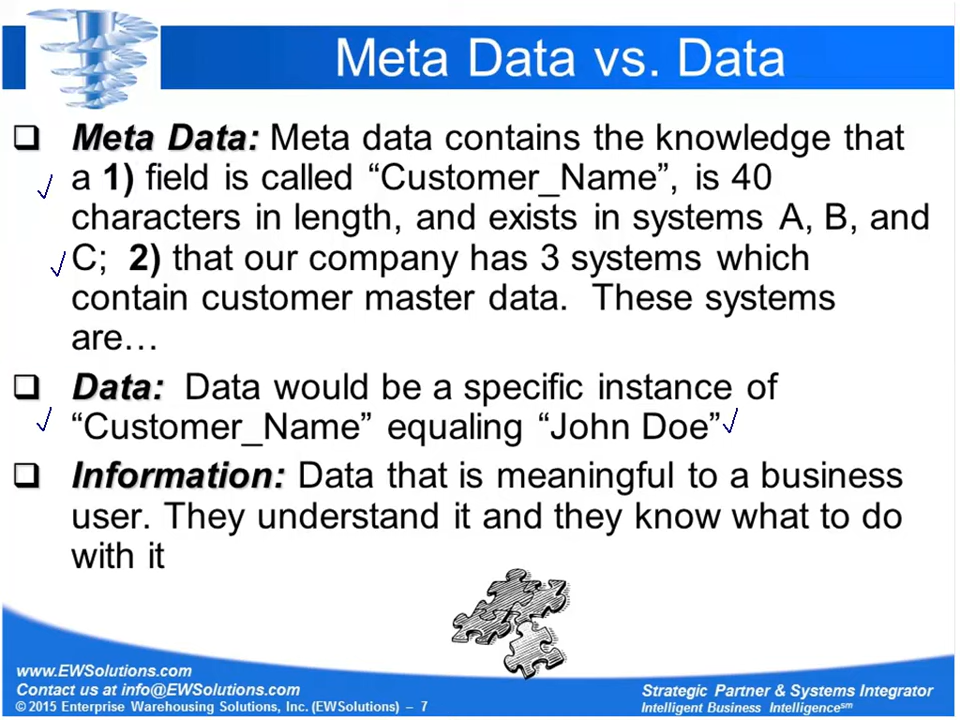 Meta Data vs. Data
Meta Data: Meta data contains the knowledge that
a 1) field is called “Customer_Name”, is 40
characters in length, and exists in systems A, B, and
C; 2) that our company has 3 systems which
contain customer master data. These systems
are…
Data: Data would be a specific instance of
“Customer_Name” equaling “John Doe”
Information: Data that is meaningful to a business
user. They understand it and they know what to do
with it
www.EWSolutions.com
Contact us at info@EWSolutions.com
© 2015 Enterprise Warehousing Solutions, Inc. (EWSolutions) – 7
Strategic Partner & Systems Integrator
Intelligent Business Intelligence℠